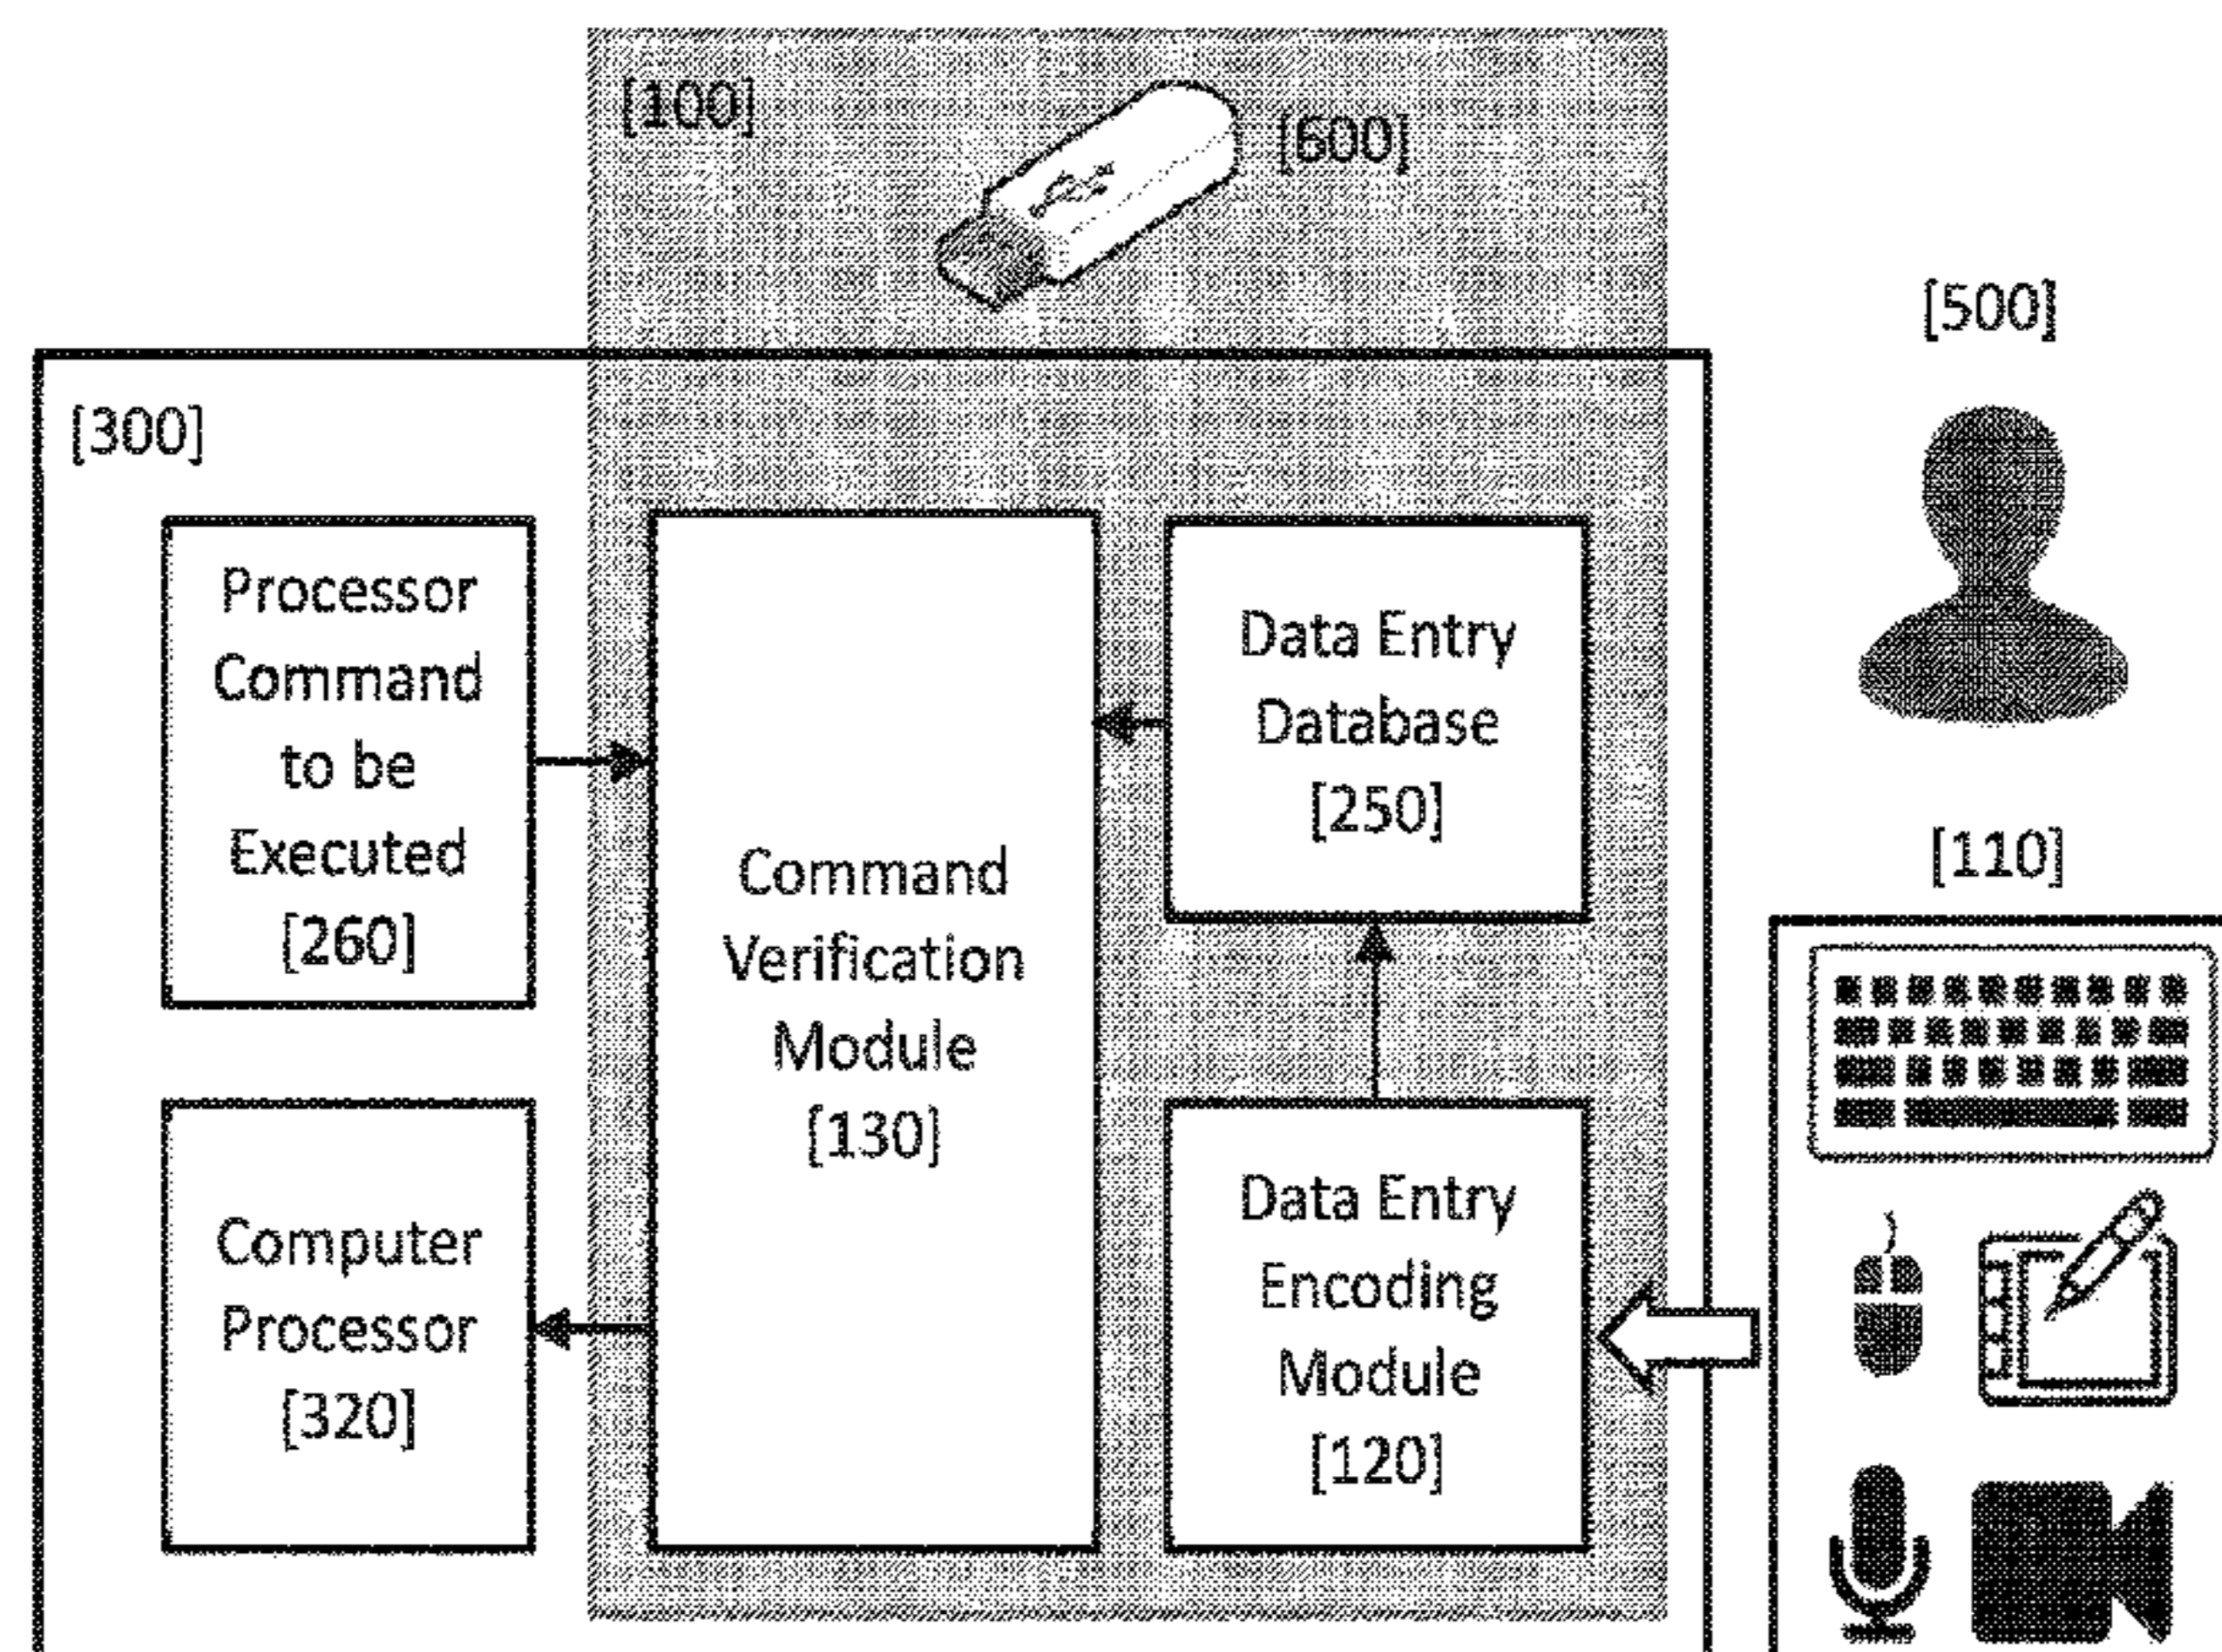 [100]
[600]
[500]
[300]
Processor
Command
to be
Executed
[260]
Command
Verification
Module
[130]
Data Entry
Database
[250]
[110]
Computer
Processor
[320]
Data Entry
Encoding
Module
[120]